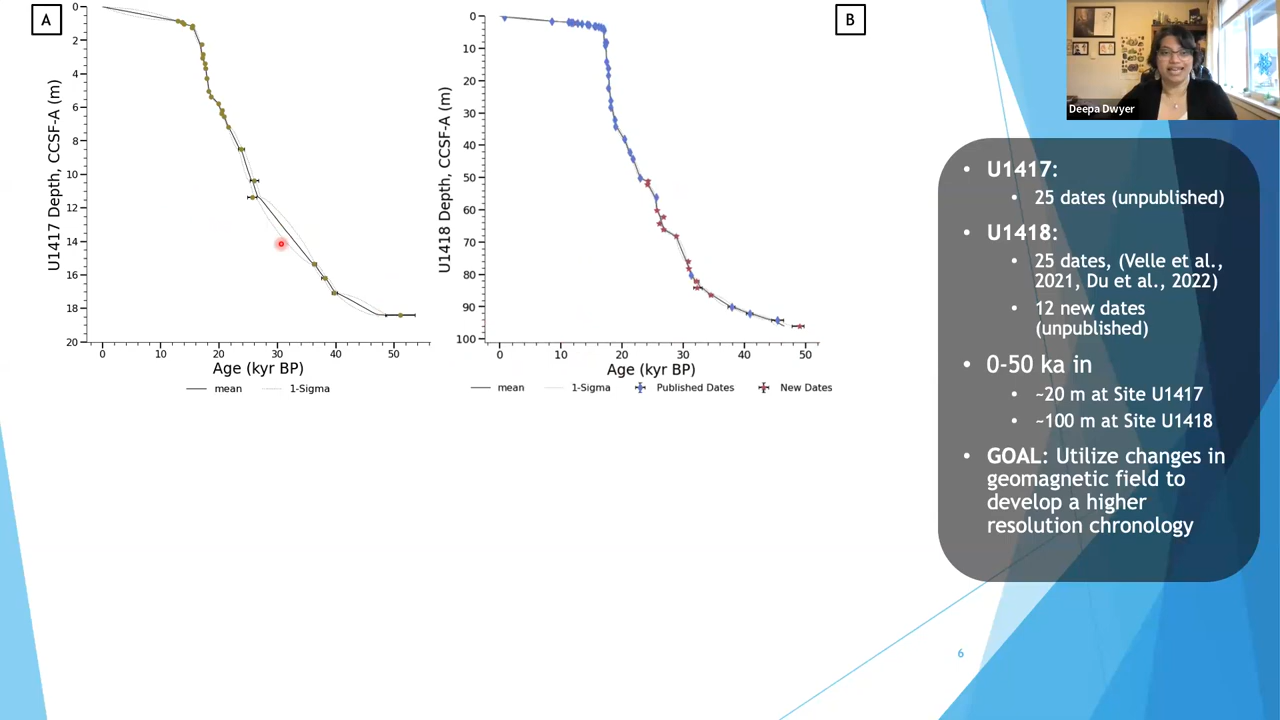 A
U1417 Depth, CCSF-A (m)
0
2
4
6
8
10
12
14
16
18
20
0
10
20
30
40
50
Age (kyr BP)
mean
1-Sigma
B
U1418 Depth, CCSF-A (m)
0
10
20
30
40
50
60
70
80
90
100
0
10
20
30
40
50
Age (kyr BP)
mean
1-Sigma
Published Dates
New Dates
Deepa Dwyer
• U1417:
• 25 dates (unpublished)
• U1418:
• 25 dates, (Velle et al.,
2021, Du et al., 2022)
• 12 new dates
(unpublished)
• 0-50 ka in
• ~20 m at Site U1417
• ~100 m at Site U1418
• GOAL: Utilize changes in
geomagnetic field to
develop a higher
resolution chronology
6